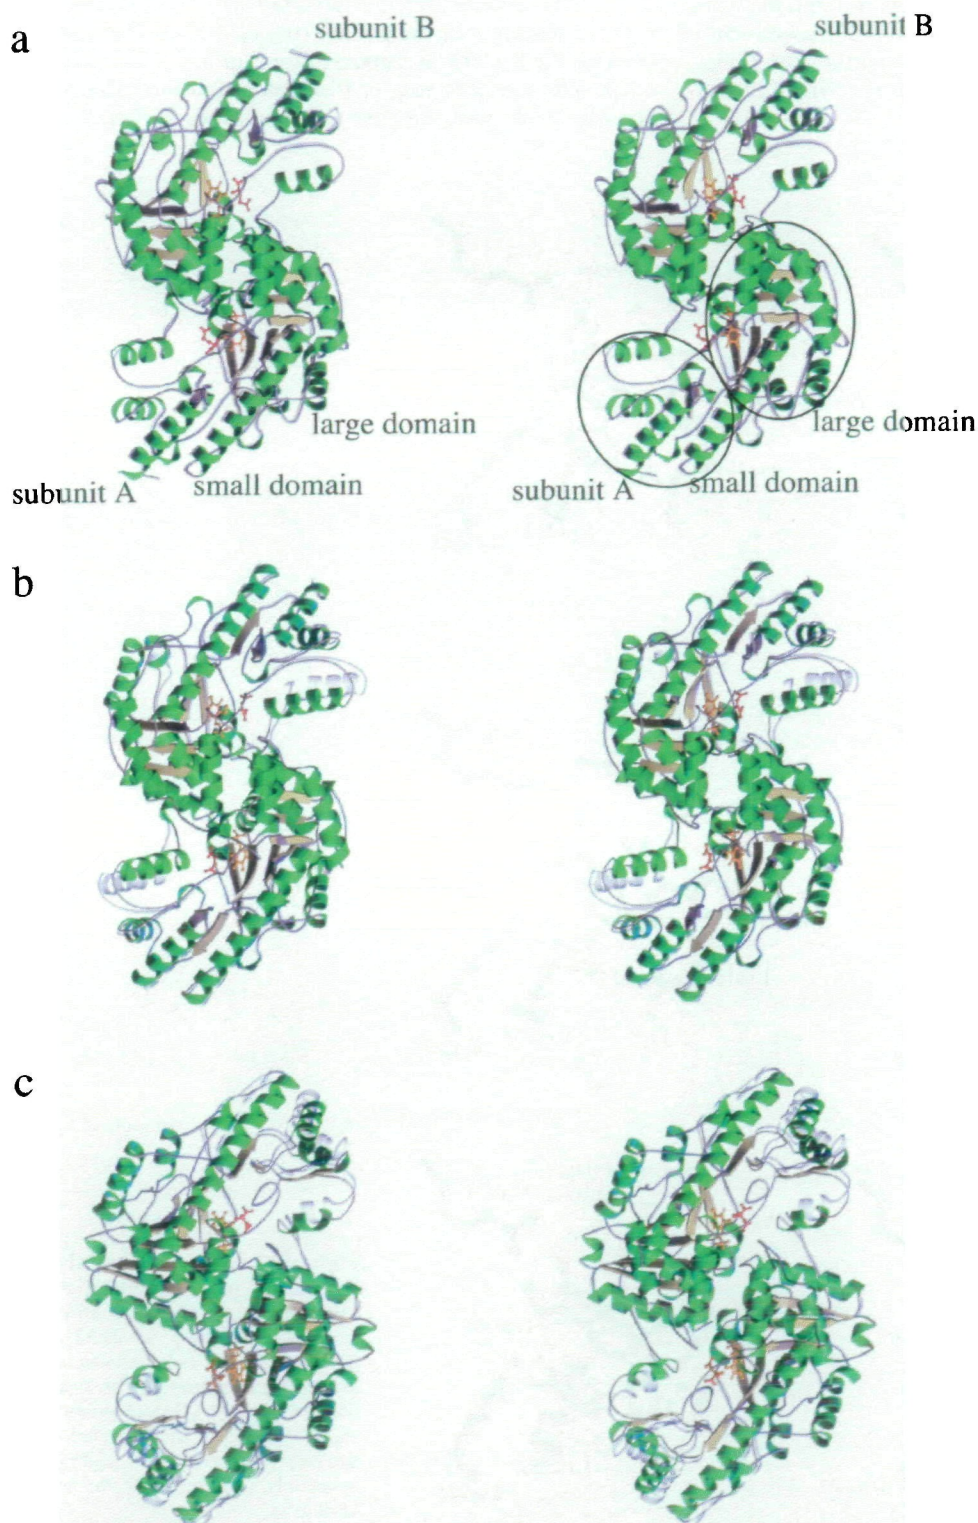 a
subunit B
subunit B
large domain
large domain
subunit A
small domain
subunit A
small domain
b
c